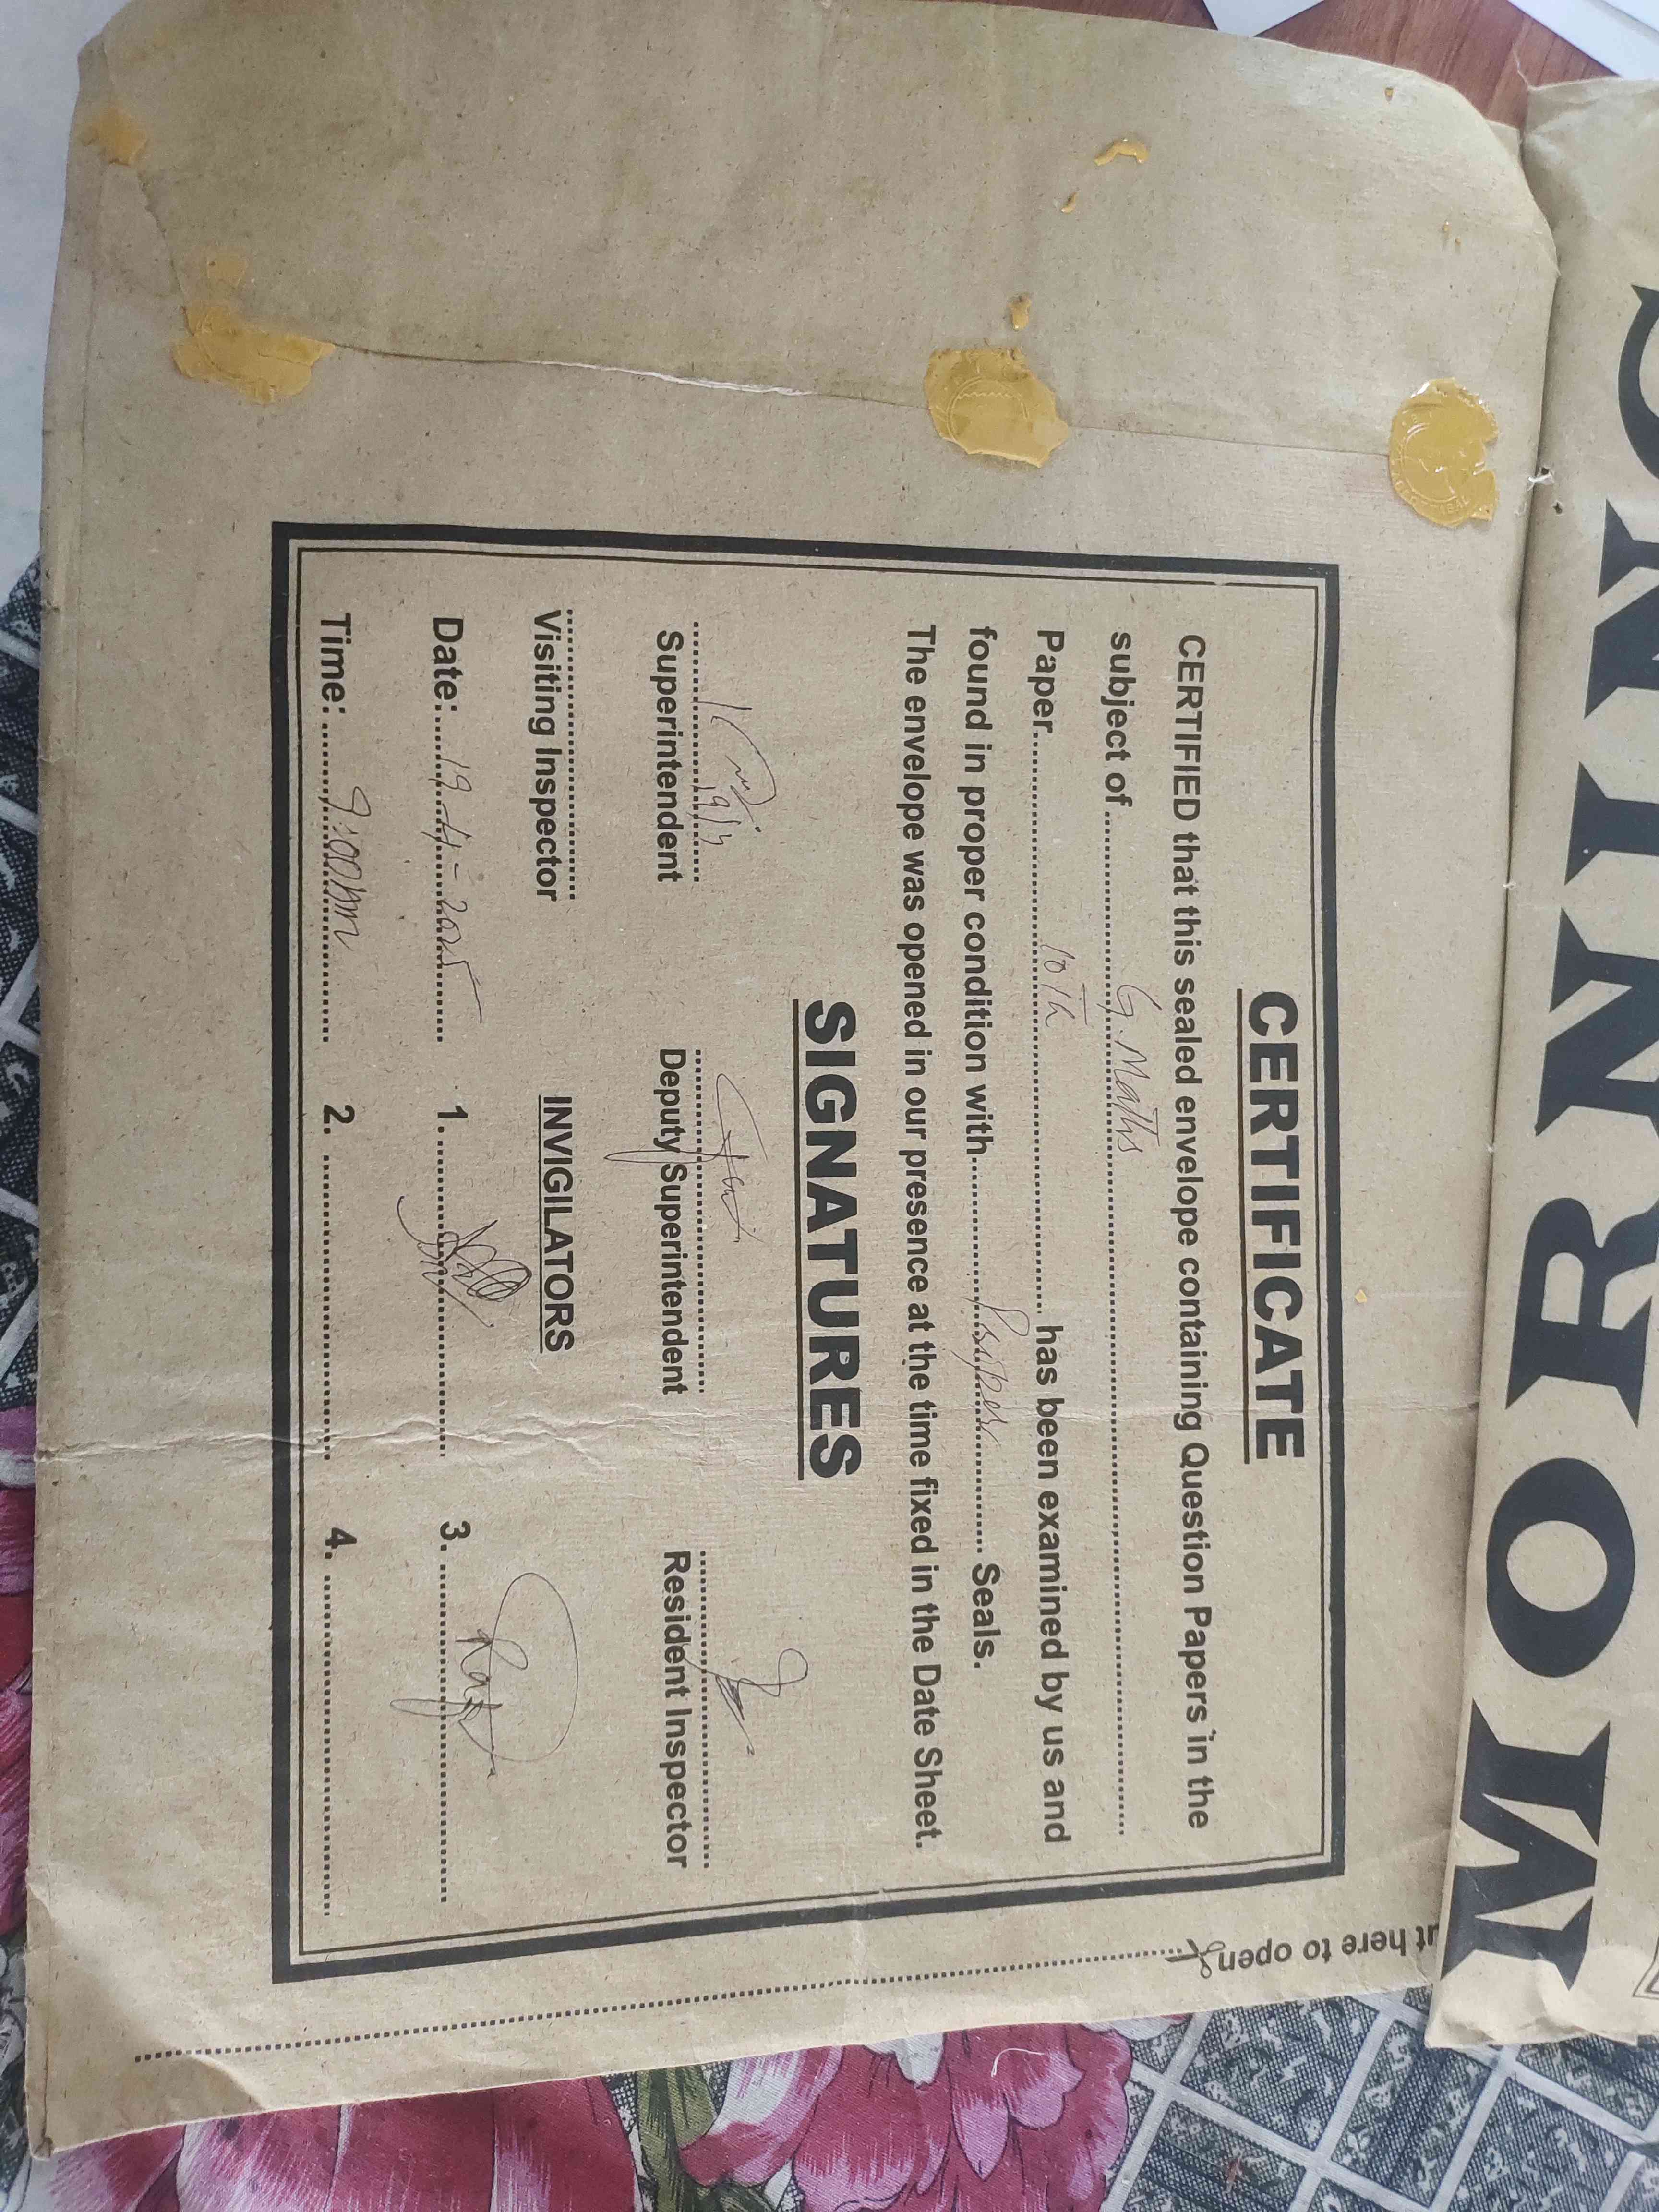 MORNING
CERTIFICATE
CERTIFIED that this sealed envelope containing Question Papers in the
subject of G. Maths
Paper 10th has been examined by us and
found in proper condition with Proper Seals.
The envelope was opened in our presence at the time fixed in the Date Sheet.
SIGNATURES
Superintendent Deputy Superintendent Resident Inspector
Visiting Inspector INVIGILATORS
Date: 19-4-2025 1. 3.
Time: 9:00 2. 4.
ut here to open